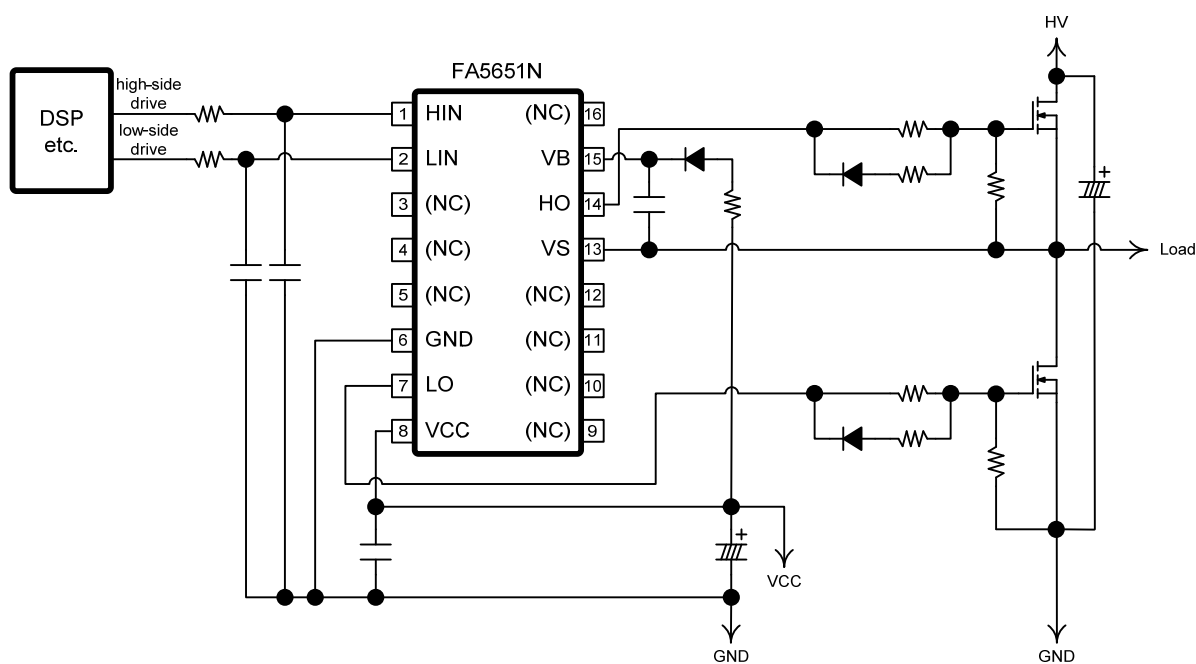 HV
FA5651N
high-side
drive
low-side
drive
DSP
etc.
1 HIN (NC) 16
2 LIN VB 15
3 (NC) HO 14
4 (NC) VS 13
5 (NC) (NC) 12
6 GND (NC) 11
7 LO (NC) 10
8 VCC (NC) 9
+
Load
+
VCC
GND
GND